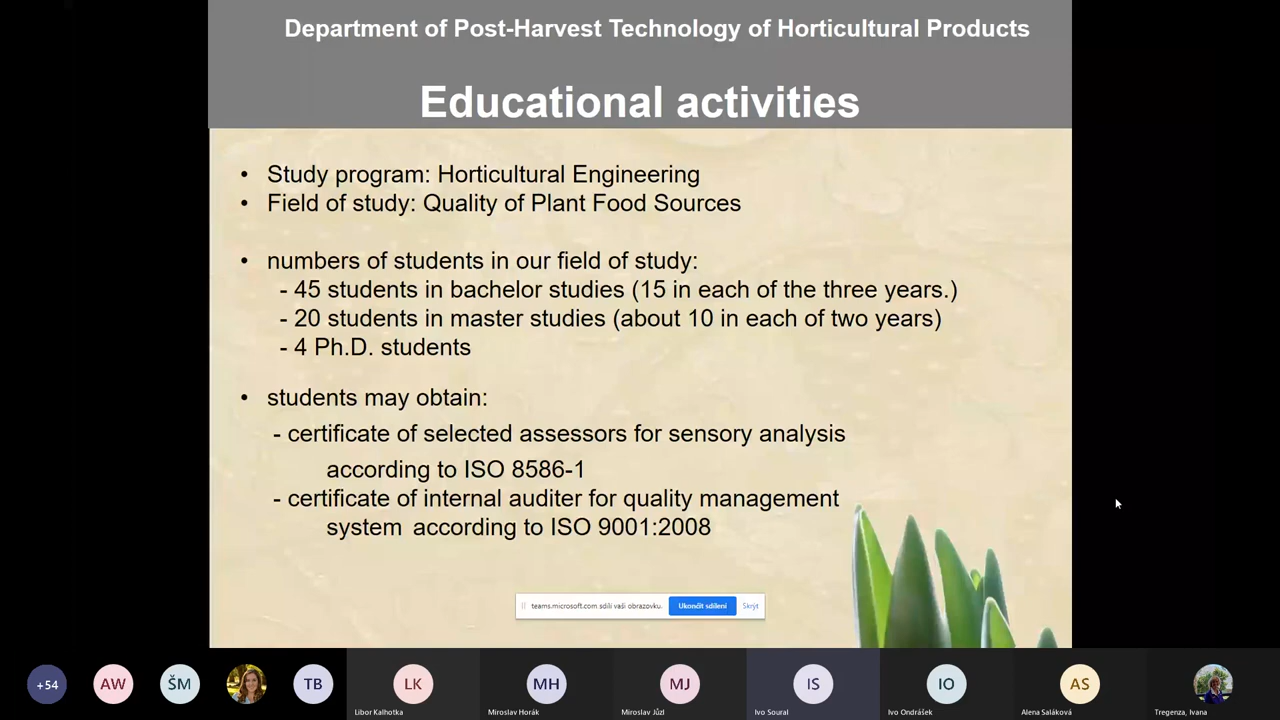 Department of Post-Harvest Technology of Horticultural Products
Educational activities
• Study program: Horticultural Engineering
• Field of study: Quality of Plant Food Sources
• numbers of students in our field of study:
- 45 students in bachelor studies (15 in each of the three years.)
- 20 students in master studies (about 10 in each of two years)
- 4 Ph.D. students
• students may obtain:
- certificate of selected assessors for sensory analysis
according to ISO 8586-1
- certificate of internal auditer for quality management
system according to ISO 9001:2008
teams.microsoft.com sdílí vaši obrazovku. Ukončit sdílení Skrýt
+54 AW ŠM TB LK MH MJ IS IO AS
Libor Kalhotka Miroslav Horák Miroslav Jůzl Ivo Soural Ivo Ondrášek Alena Saláková Tregenza, Ivana